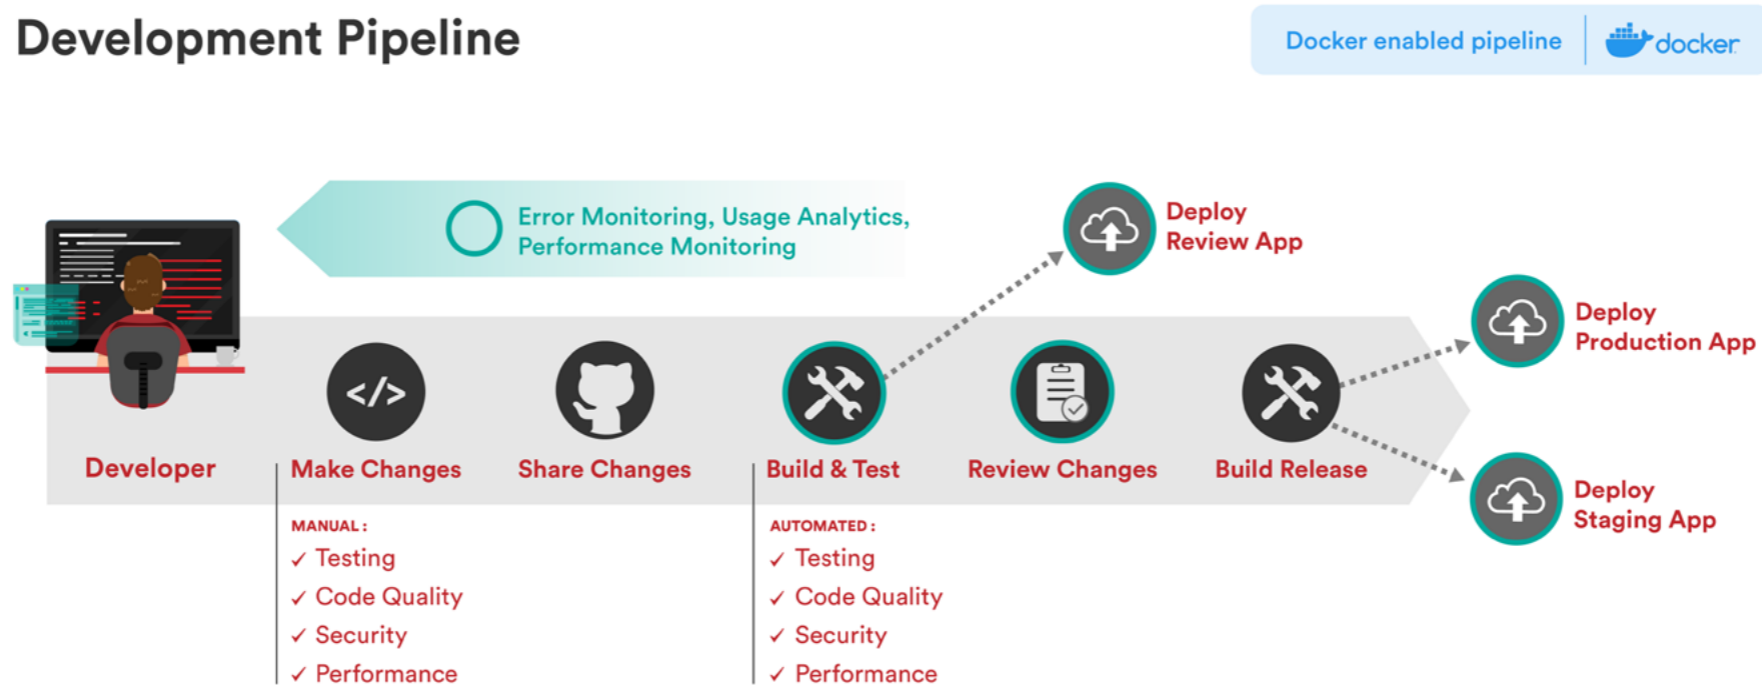 Development Pipeline
Docker enabled pipeline
docker
Error Monitoring, Usage Analytics,
Performance Monitoring
Deploy
Review App
Deploy
Production App
</>
Developer
Make Changes
Share Changes
Build & Test
Review Changes
Build Release
Deploy
Staging App
MANUAL :
✓ Testing
✓ Code Quality
✓ Security
✓ Performance
AUTOMATED :
✓ Testing
✓ Code Quality
✓ Security
✓ Performance